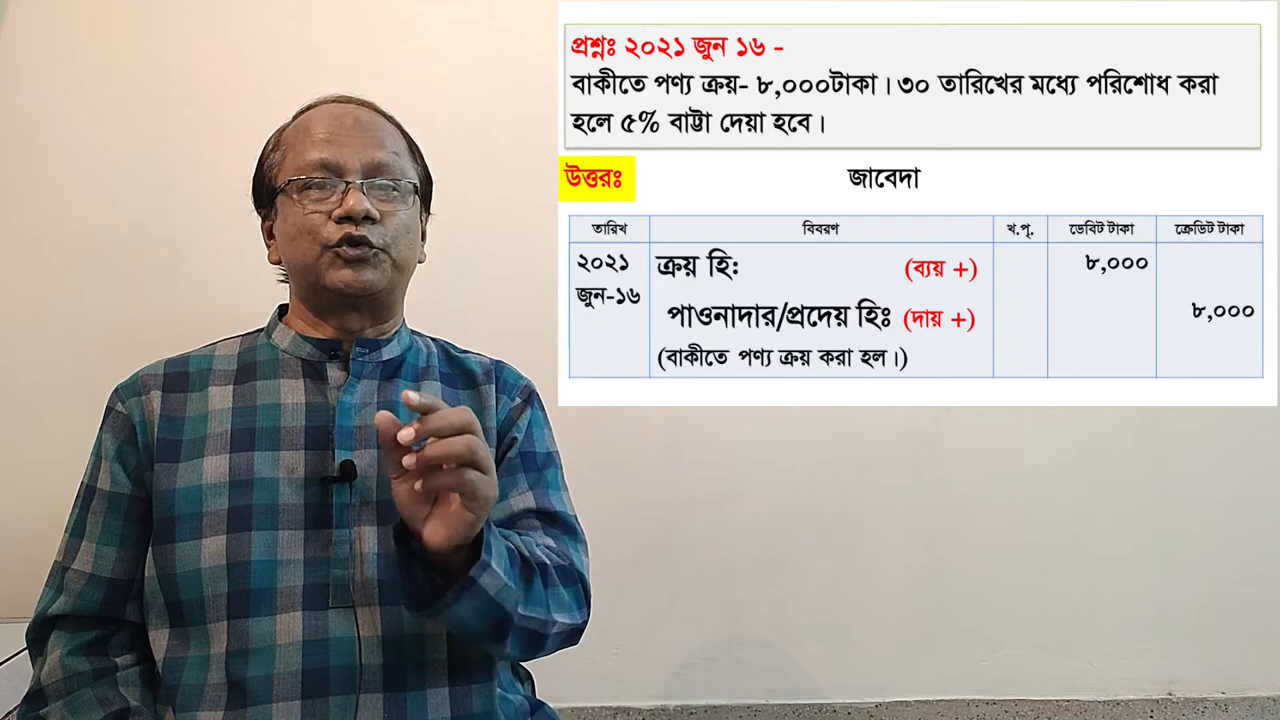 প্রশ্নঃ ২০২১ জুন ১৬ -
বাকীতে পণ্য ক্রয়- ৮,০০০টাকা। ৩০ তারিখের মধ্যে পরিশোধ করা
হলে ৫% বাট্টা দেয়া হবে।
উত্তরঃ জাবেদা
তারিখ বিবরণ খ.পৃ. ডেবিট টাকা ক্রেডিট টাকা
২০২১ ক্রয় হি: (ব্যয় +) ৮,০০০
জুন-১৬
পাওনাদার/প্রদেয় হিঃ (দায় +) ৮,০০০
(বাকীতে পণ্য ক্রয় করা হল।)